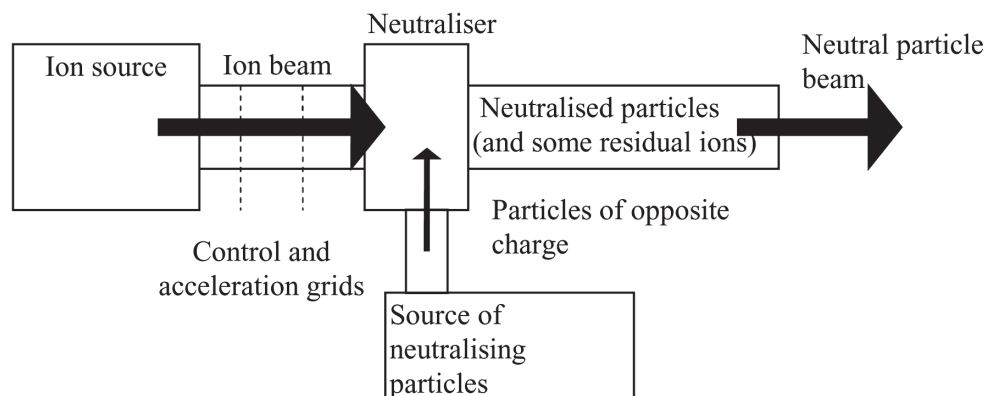 Neutraliser
Ion source
Ion beam
Neutral particle
beam
Neutralised particles
(and some residual ions)
Particles of opposite
charge
Control and
acceleration grids
Source of
neutralising
particles